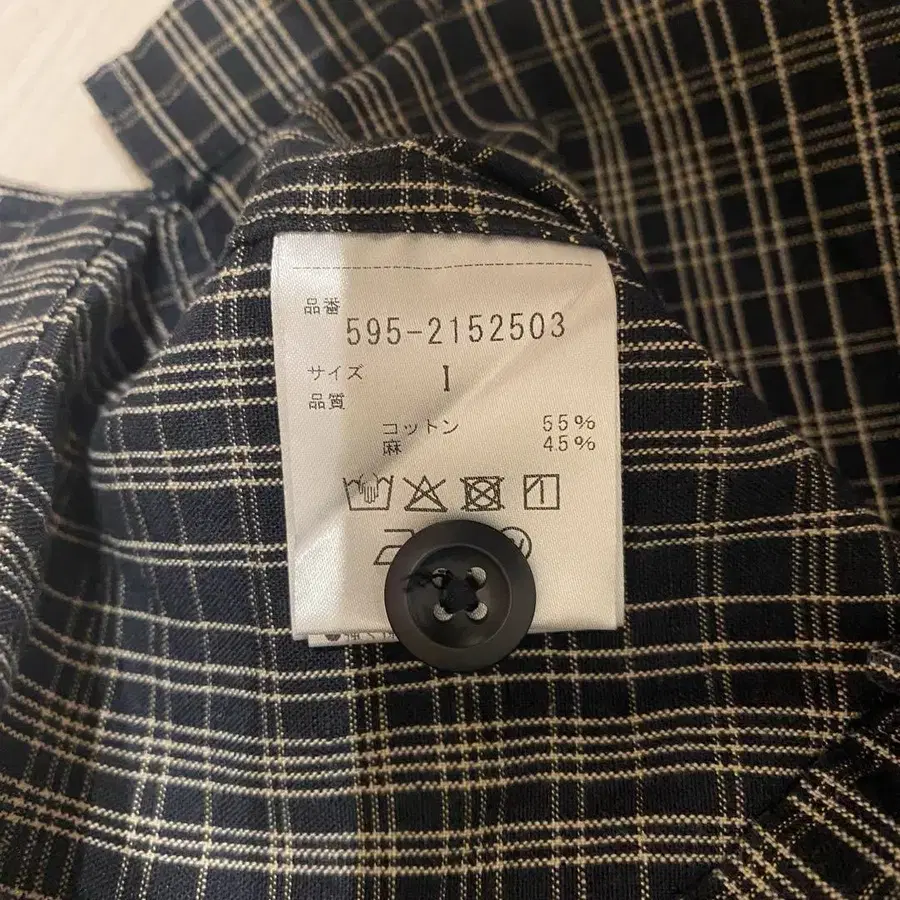 品番
595-2152503
サイズ I
品質
コットン 55%
麻 45%